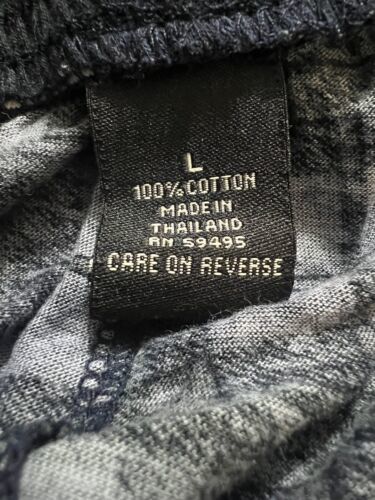 L
100% COTTON
MADE IN
THAILAND
RN 59495
CARE ON REVERSE